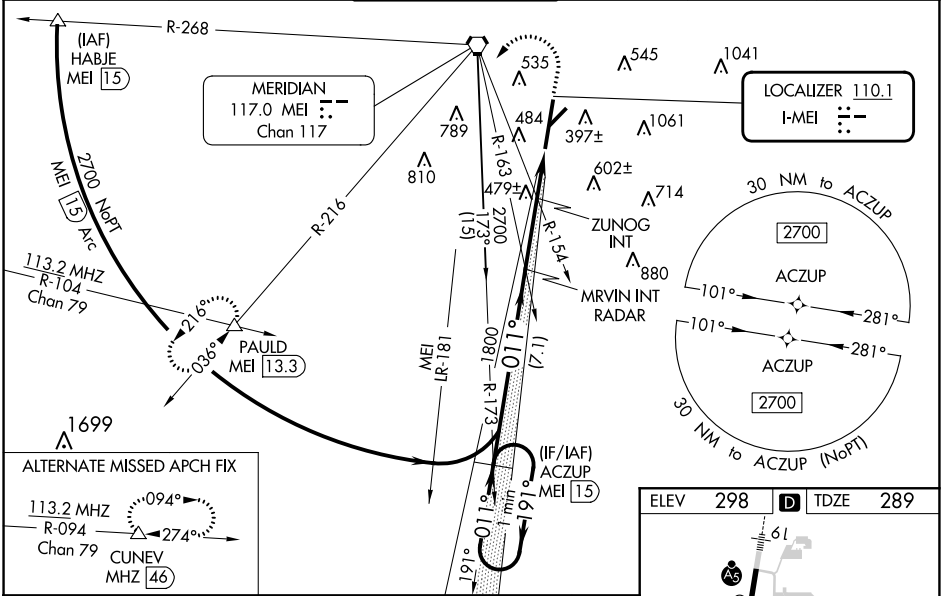 R-268
(IAF)
HABJE
MEI 15
MERIDIAN
117.0 MEI
Chan 117
535
545
1041
LOCALIZER 110.1
I-MEI
789
484
397±
1061
810
R-163
479±
602±
714
2700 NoPT
MEI 15 Arc
R-216
2700
173°
(15)
R-154
ZUNOG
INT
880
MRVIN INT
RADAR
30 NM to ACZUP
2700
ACZUP
101°
281°
101°
281°
ACZUP
2700
30 NM to ACZUP (NoPT)
113.2 MHZ
R-104
Chan 79
216°
036°
PAULD
MEI 13.3
MEI
LR-181
1800
R-173
011°
(7.1)
1699
(IF/IAF)
ACZUP
MEI 15
011°
1 min
191°
191°
ALTERNATE MISSED APCH FIX
113.2 MHZ
R-094
Chan 79
094°
274°
CUNEV
MHZ 46
ELEV 298 D TDZE 289
19
A5